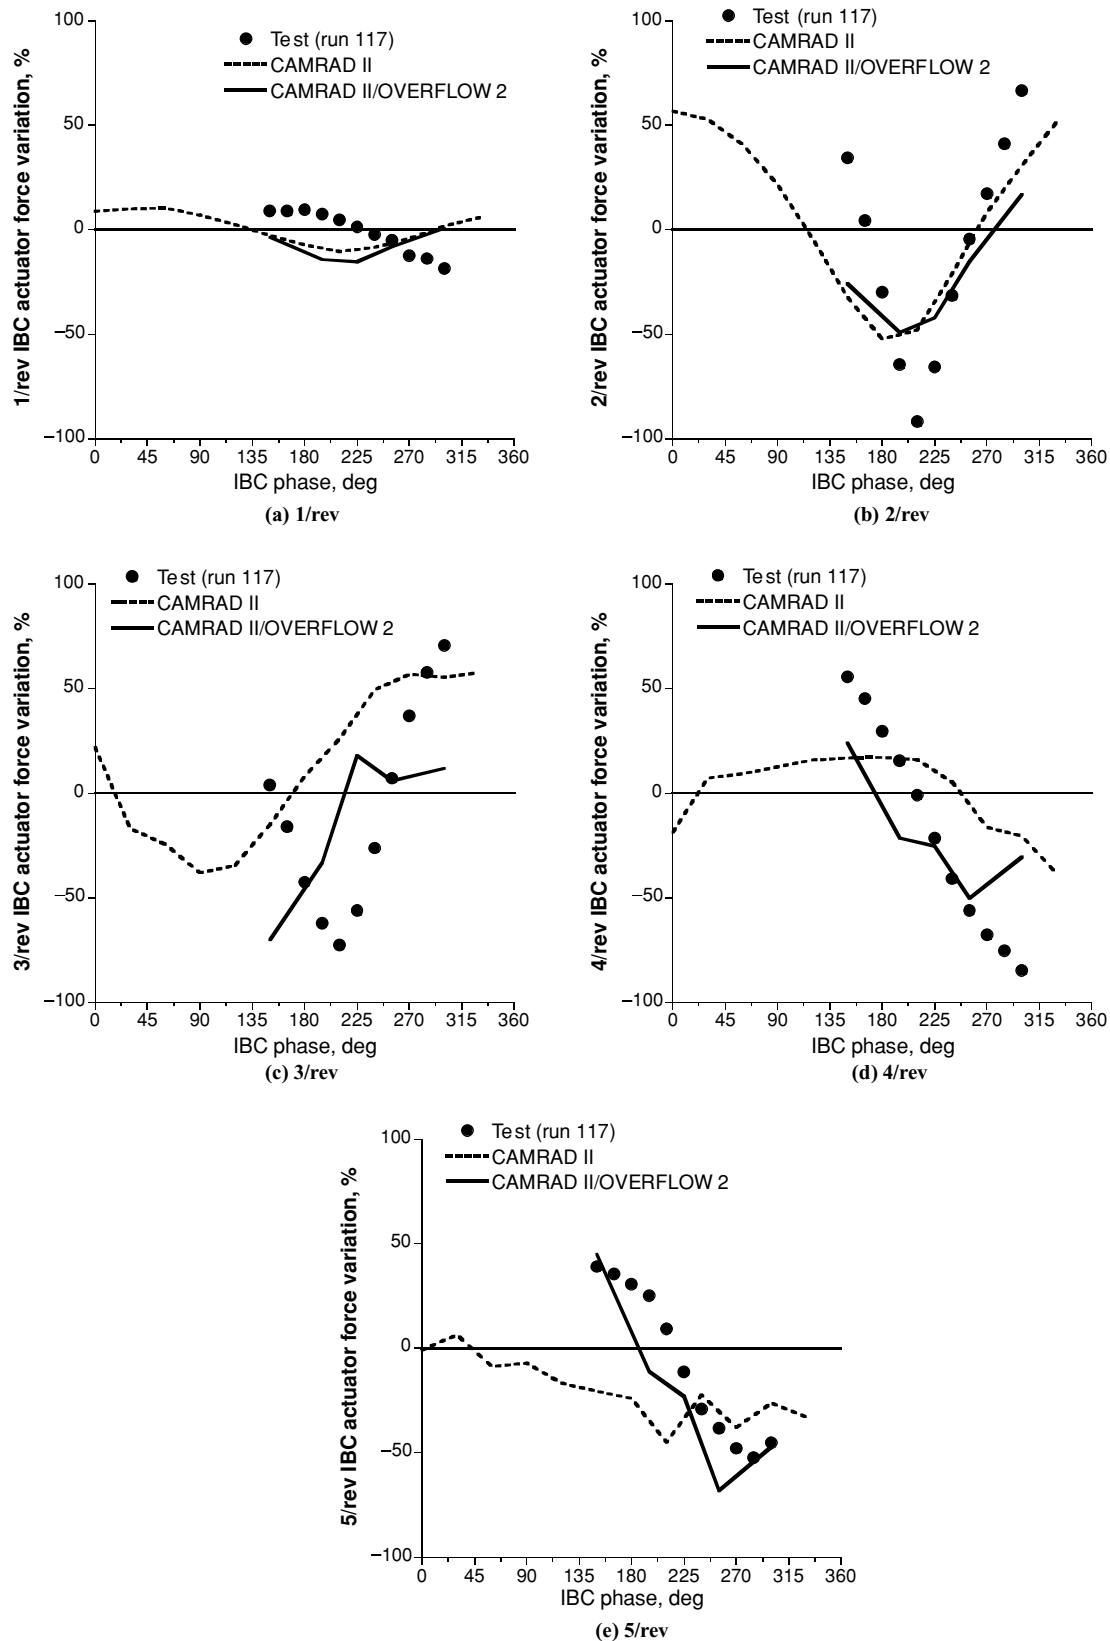 100
50
0
−50
−100
1/rev IBC actuator force variation, %
Test (run 117)
CAMRAD II
CAMRAD II/OVERFLOW 2
0 45 90 135 180 225 270 315 360
IBC phase, deg
(a) 1/rev
100
50
0
−50
−100
2/rev IBC actuator force variation, %
Test (run 117)
CAMRAD II
CAMRAD II/OVERFLOW 2
0 45 90 135 180 225 270 315 360
IBC phase, deg
(b) 2/rev
100
50
0
−50
−100
3/rev IBC actuator force variation, %
Test (run 117)
CAMRAD II
CAMRAD II/OVERFLOW 2
0 45 90 135 180 225 270 315 360
IBC phase, deg
(c) 3/rev
100
50
0
−50
−100
4/rev IBC actuator force variation, %
Test (run 117)
CAMRAD II
CAMRAD II/OVERFLOW 2
0 45 90 135 180 225 270 315 360
IBC phase, deg
(d) 4/rev
100
50
0
−50
−100
5/rev IBC actuator force variation, %
Test (run 117)
CAMRAD II
CAMRAD II/OVERFLOW 2
0 45 90 135 180 225 270 315 360
IBC phase, deg
(e) 5/rev